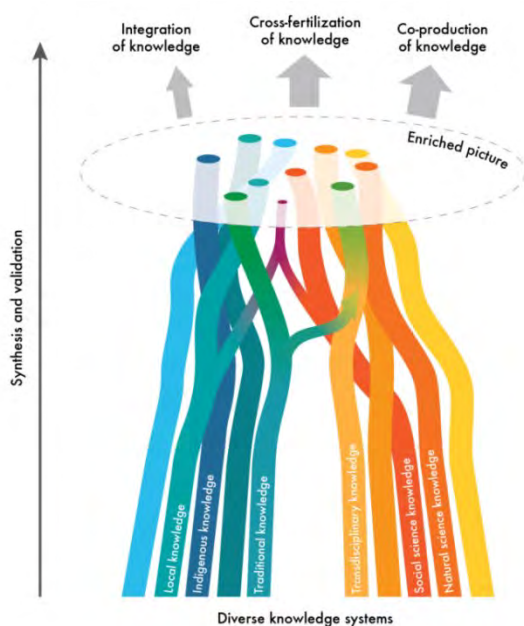 Integration
of knowledge
Cross-fertilization
of knowledge
Co-production
of knowledge
Enriched picture
Synthesis and validation
Local knowledge
Indigenous knowledge
Traditional knowledge
Transdisciplinary knowledge
Social science knowledge
Natural science knowledge
Diverse knowledge systems